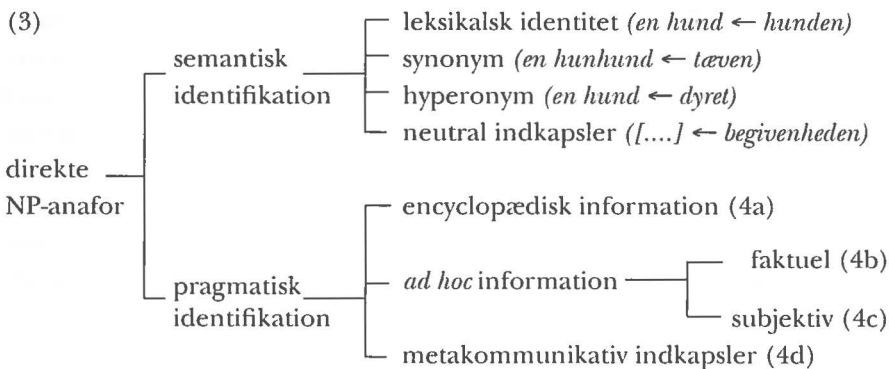 (3)
leksikalsk identitet (en hund ← hunden)
semantisk
identifikation
synonym (en hunhund ← tæven)
hyperonym (en hund ← dyret)
neutral indkapsler ([....] ← begivenheden)
direkte
NP-anafor
encyclopædisk information (4a)
pragmatisk
identifikation
ad hoc information
faktuel (4b)
subjektiv (4c)
metakommunikativ indkapsler (4d)